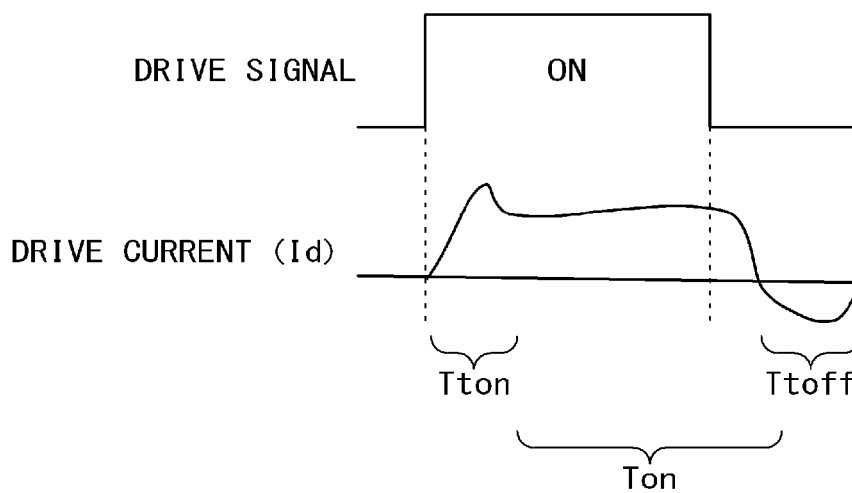 DRIVE SIGNAL
ON
DRIVE CURRENT (Id)
Tton
Ttoff
Ton